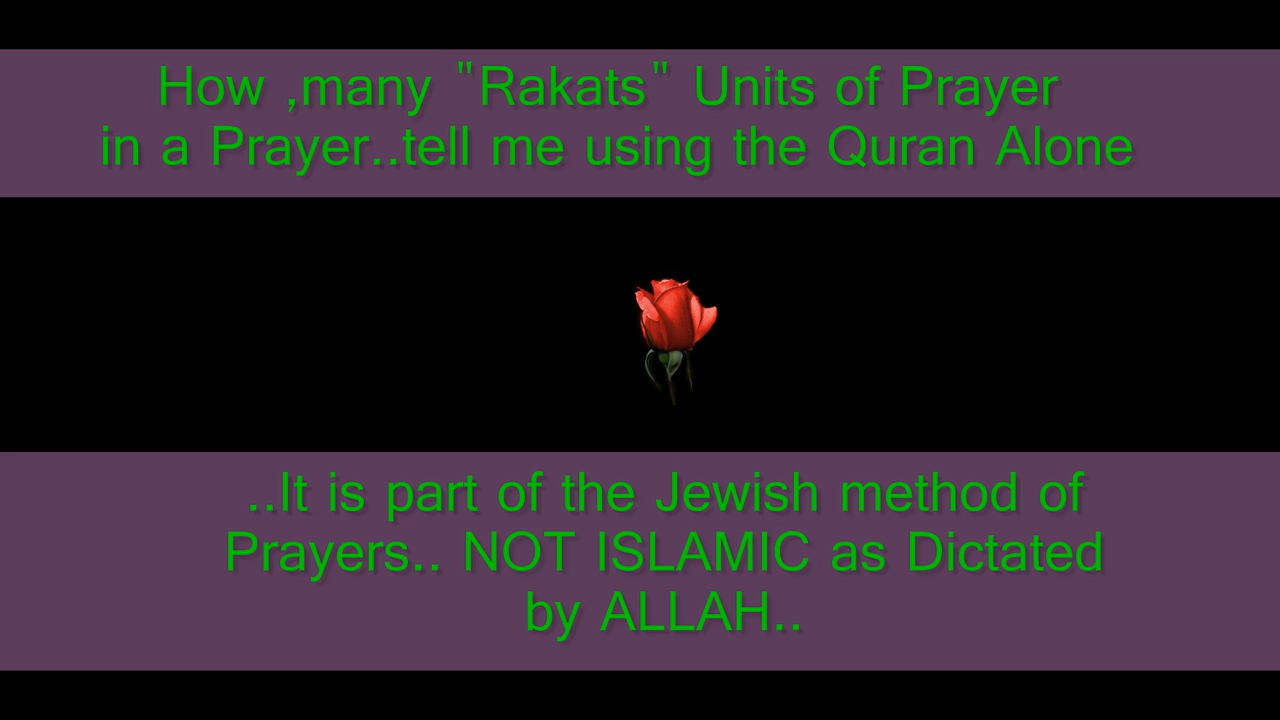 How ,many "Rakats" Units of Prayer
in a Prayer..tell me using the Quran Alone
..It is part of the Jewish method of
Prayers.. NOT ISLAMIC as Dictated
by ALLAH..